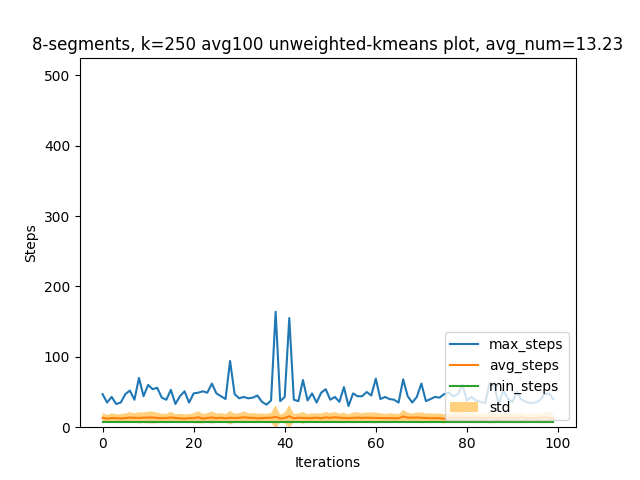 8-segments, k=250 avg100 unweighted-kmeans plot, avg_num=13.23
500
400
300
200
100
0
Steps
0
20
40
60
80
100
Iterations
max_steps
avg_steps
min_steps
std